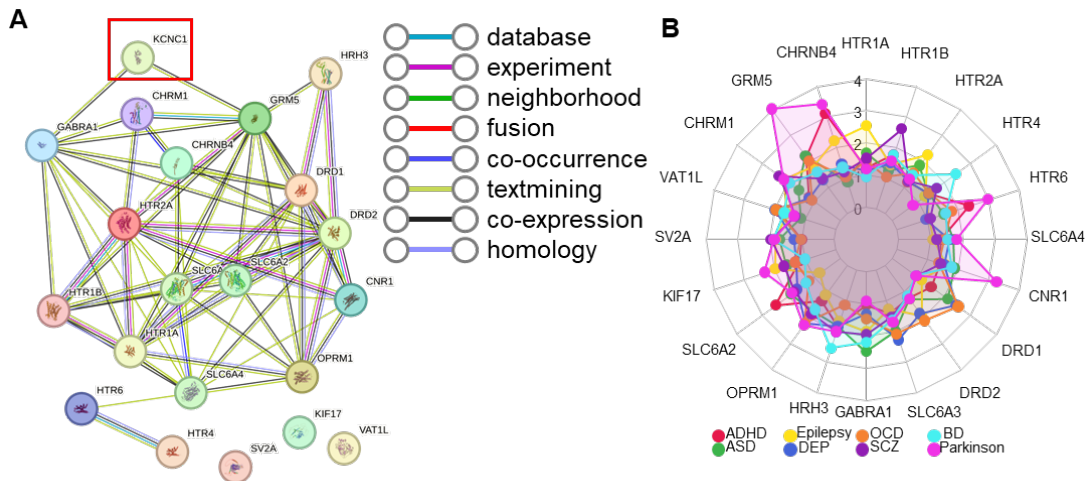 A
KCNC1
HRH3
CHRM1
GRM5
GABRA1
CHRNB4
DRD1
HTR2A
DRD2
SLC6A
SLC6A2
CNR1
HTR1B
HTR1A
OPRM1
SLC6A4
HTR6
KIF17
HTR4
VAT1L
SV2A
database
experiment
neighborhood
fusion
co-occurrence
textmining
co-expression
homology
B
HTR1A
HTR1B
HTR2A
HTR4
HTR6
SLC6A4
CNR1
DRD1
DRD2
SLC6A3
GABRA1
HRH3
OPRM1
SLC6A2
KIF17
SV2A
VAT1L
CHRM1
GRM5
CHRNB4
4
3
2
1
0
ADHD Epilepsy OCD BD
ASD DEP SCZ Parkinson